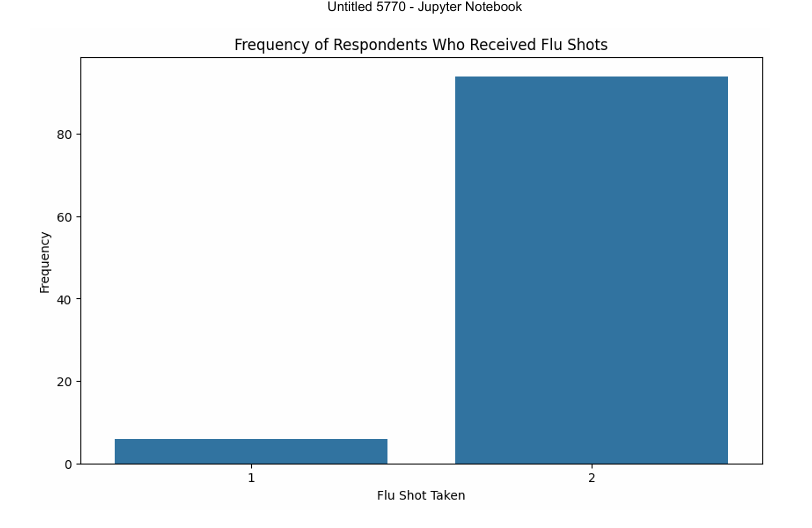 Untitled 5770 - Jupyter Notebook
Frequency of Respondents Who Received Flu Shots
80
60
40
20
0
Frequency
1 2
Flu Shot Taken